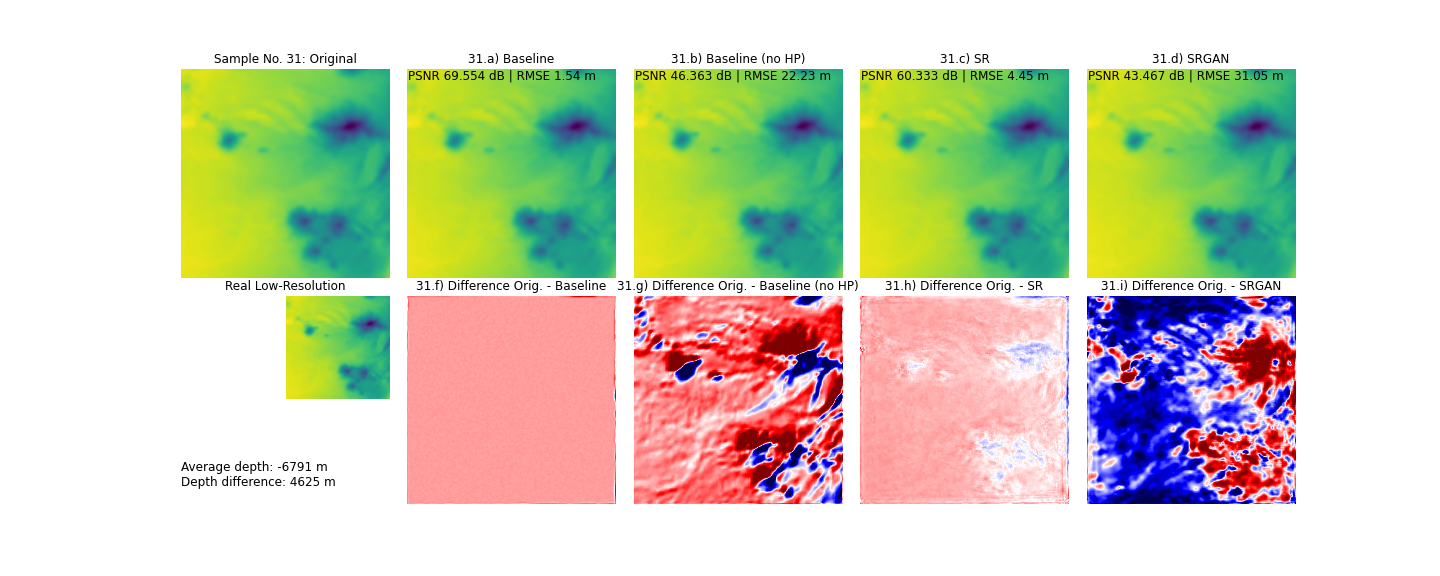 Sample No. 31: Original
31.a) Baseline
31.b) Baseline (no HP)
31.c) SR
31.d) SRGAN
PSNR 69.554 dB | RMSE 1.54 m
PSNR 46.363 dB | RMSE 22.23 m
PSNR 60.333 dB | RMSE 4.45 m
PSNR 43.467 dB | RMSE 31.05 m
Real Low-Resolution
31.f) Difference Orig. - Baseline
31.g) Difference Orig. - Baseline (no HP)
31.h) Difference Orig. - SR
31.i) Difference Orig. - SRGAN
Average depth: -6791 m
Depth difference: 4625 m